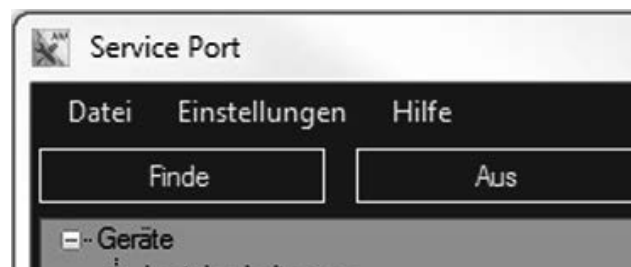 Service Port
Datei Einstellungen Hilfe
Finde Aus
Geräte